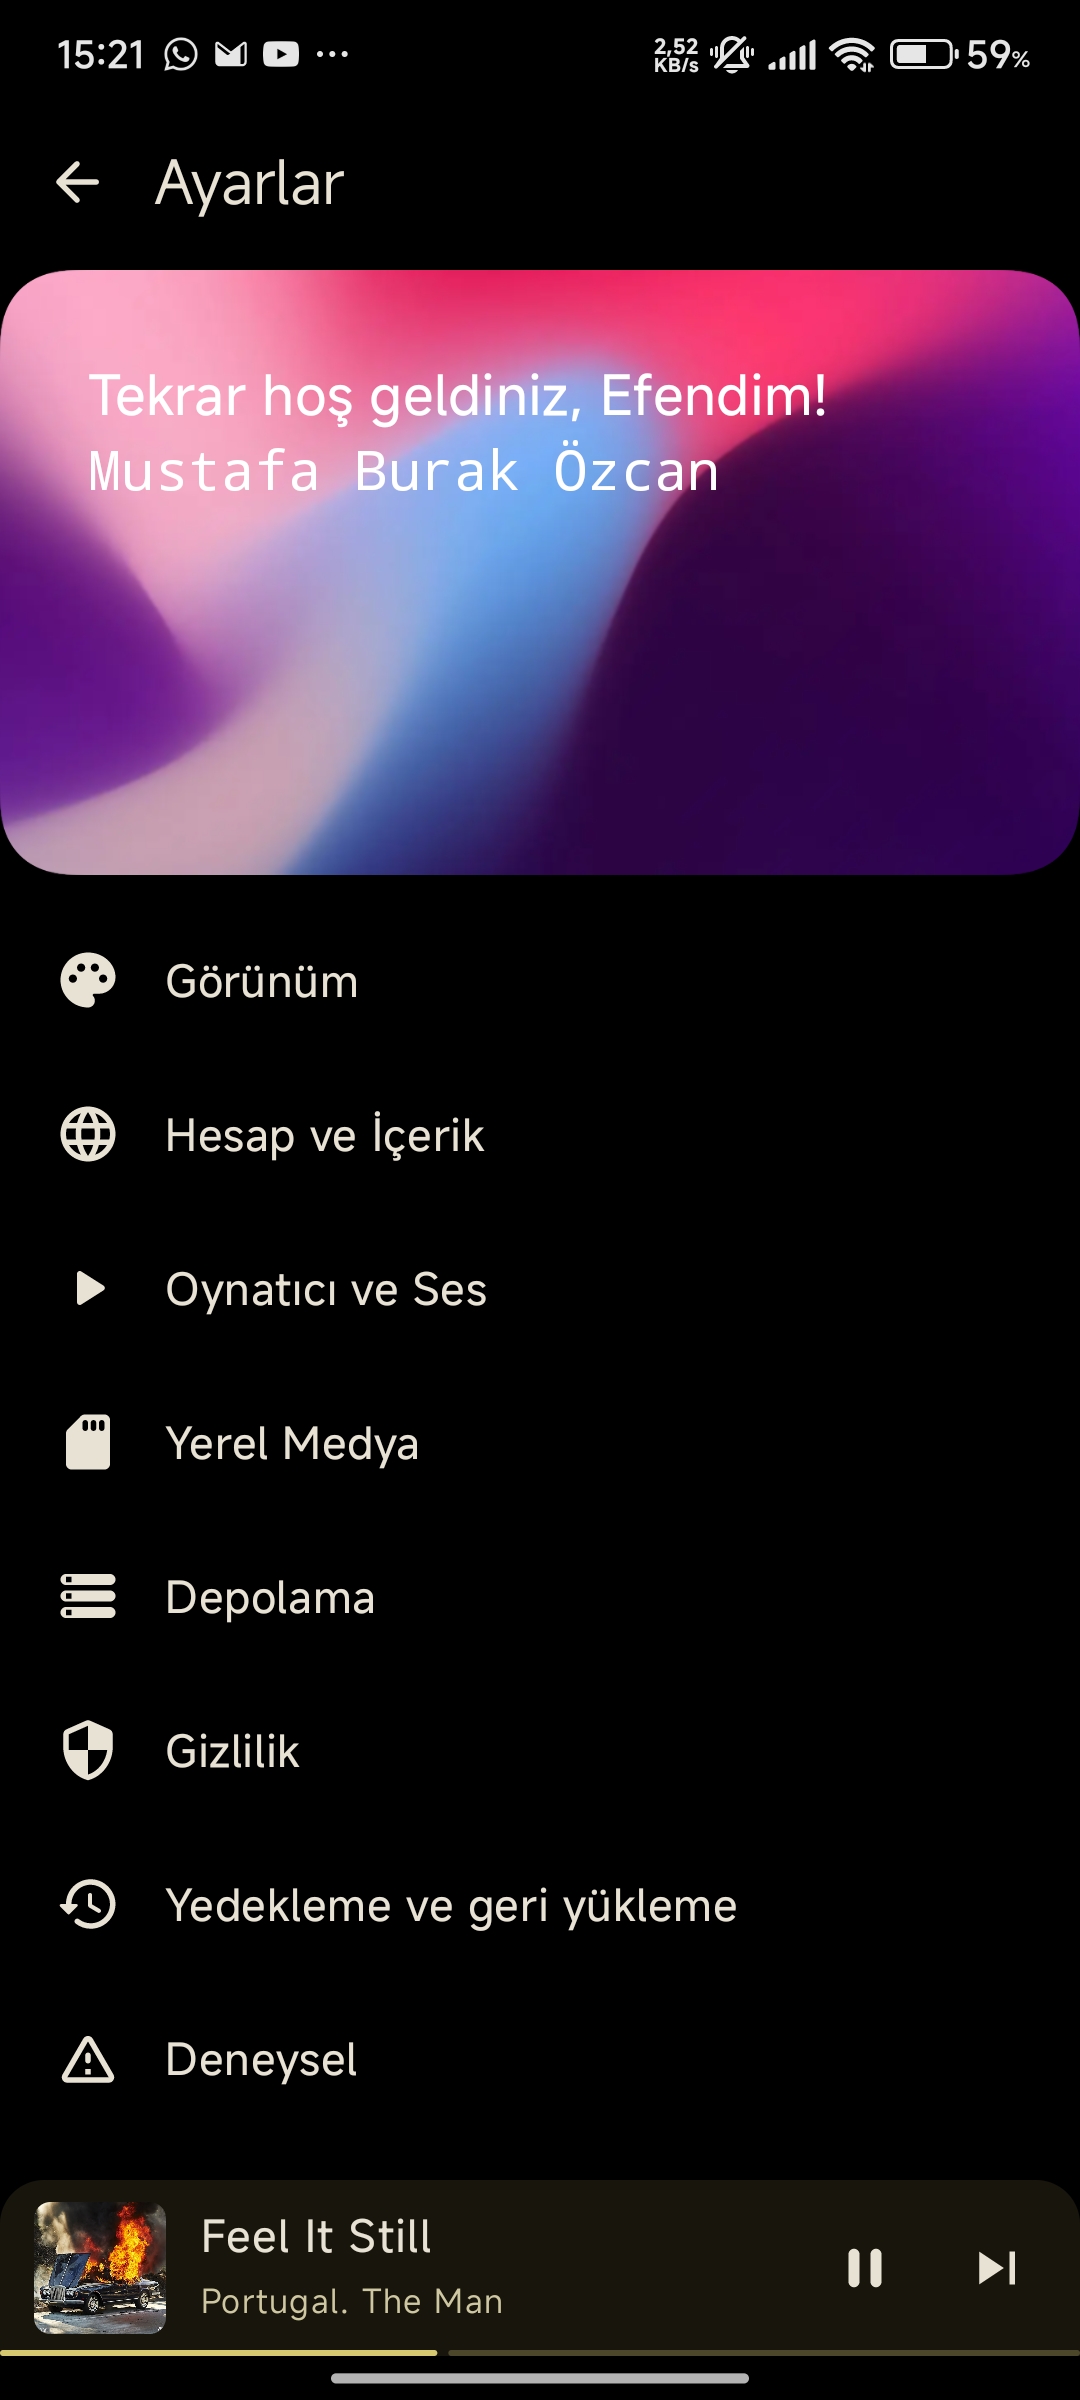 15:21
2,52
KB/s
59%
Ayarlar
Tekrar hoş geldiniz, Efendim!
Mustafa Burak Özcan
Görünüm
Hesap ve İçerik
Oynatıcı ve Ses
Yerel Medya
Depolama
Gizlilik
Yedekleme ve geri yükleme
Deneysel
Feel It Still
Portugal. The Man